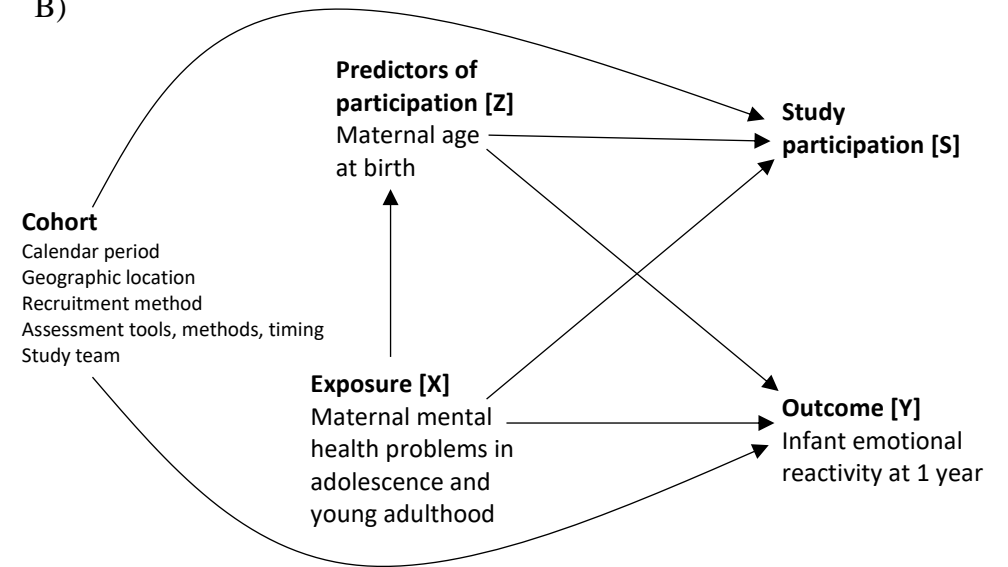 B)
Predictors of
participation [Z]
Maternal age
at birth
Study
participation [S]
Cohort
Calendar period
Geographic location
Recruitment method
Assessment tools, methods, timing
Study team
Exposure [X]
Maternal mental
health problems in
adolescence and
young adulthood
Outcome [Y]
Infant emotional
reactivity at 1 year